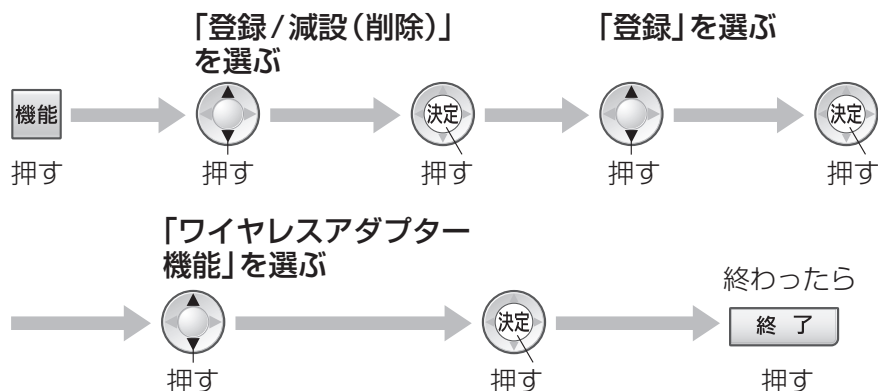 「登録/減設(削除)」
を選ぶ
「登録」を選ぶ
機能
決定
決定
押す
押す
押す
押す
押す
「ワイヤレスアダプター
機能」を選ぶ
終わったら
決定
終 了
押す
押す
押す